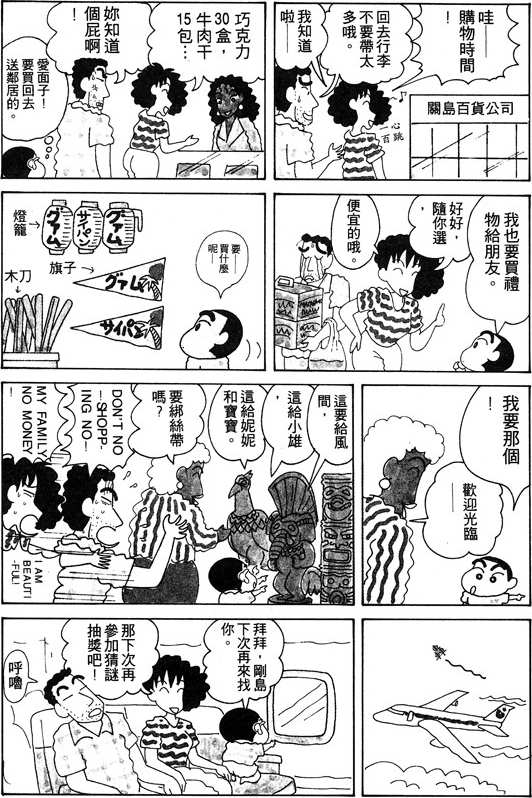 哇—
購物時間
!
回去行李
不要帶太
多哦。
我知道
啦—
♪
一心
百跳
關島百貨公司
巧克力
30盒,
牛肉干
15包…
妳知道
個屁啊
!
愛面子!
要買回去
送鄰居的。
我也要買禮
物給朋友。
!
好好,
隨你選
便宜的哦。
要—
買什麼
呢—
燈
籠→
グァム
サイパン
グァム
旗子→
グァム
サイパン
木刀
↓
我要那個
!
——歡迎光臨
這要給風
間,
這給小雄
這給妮妮
和寶寶。
要綁絲帶
嗎?
DON'T NO
!SHOPP-
ING NO!
MY FAMILY
NO MONEY
I AM
BEAUTI
-FUL!
拜拜,剛島
下次再來找
你。
那下次再
參加猜謎
抽獎吧!
呼嚕